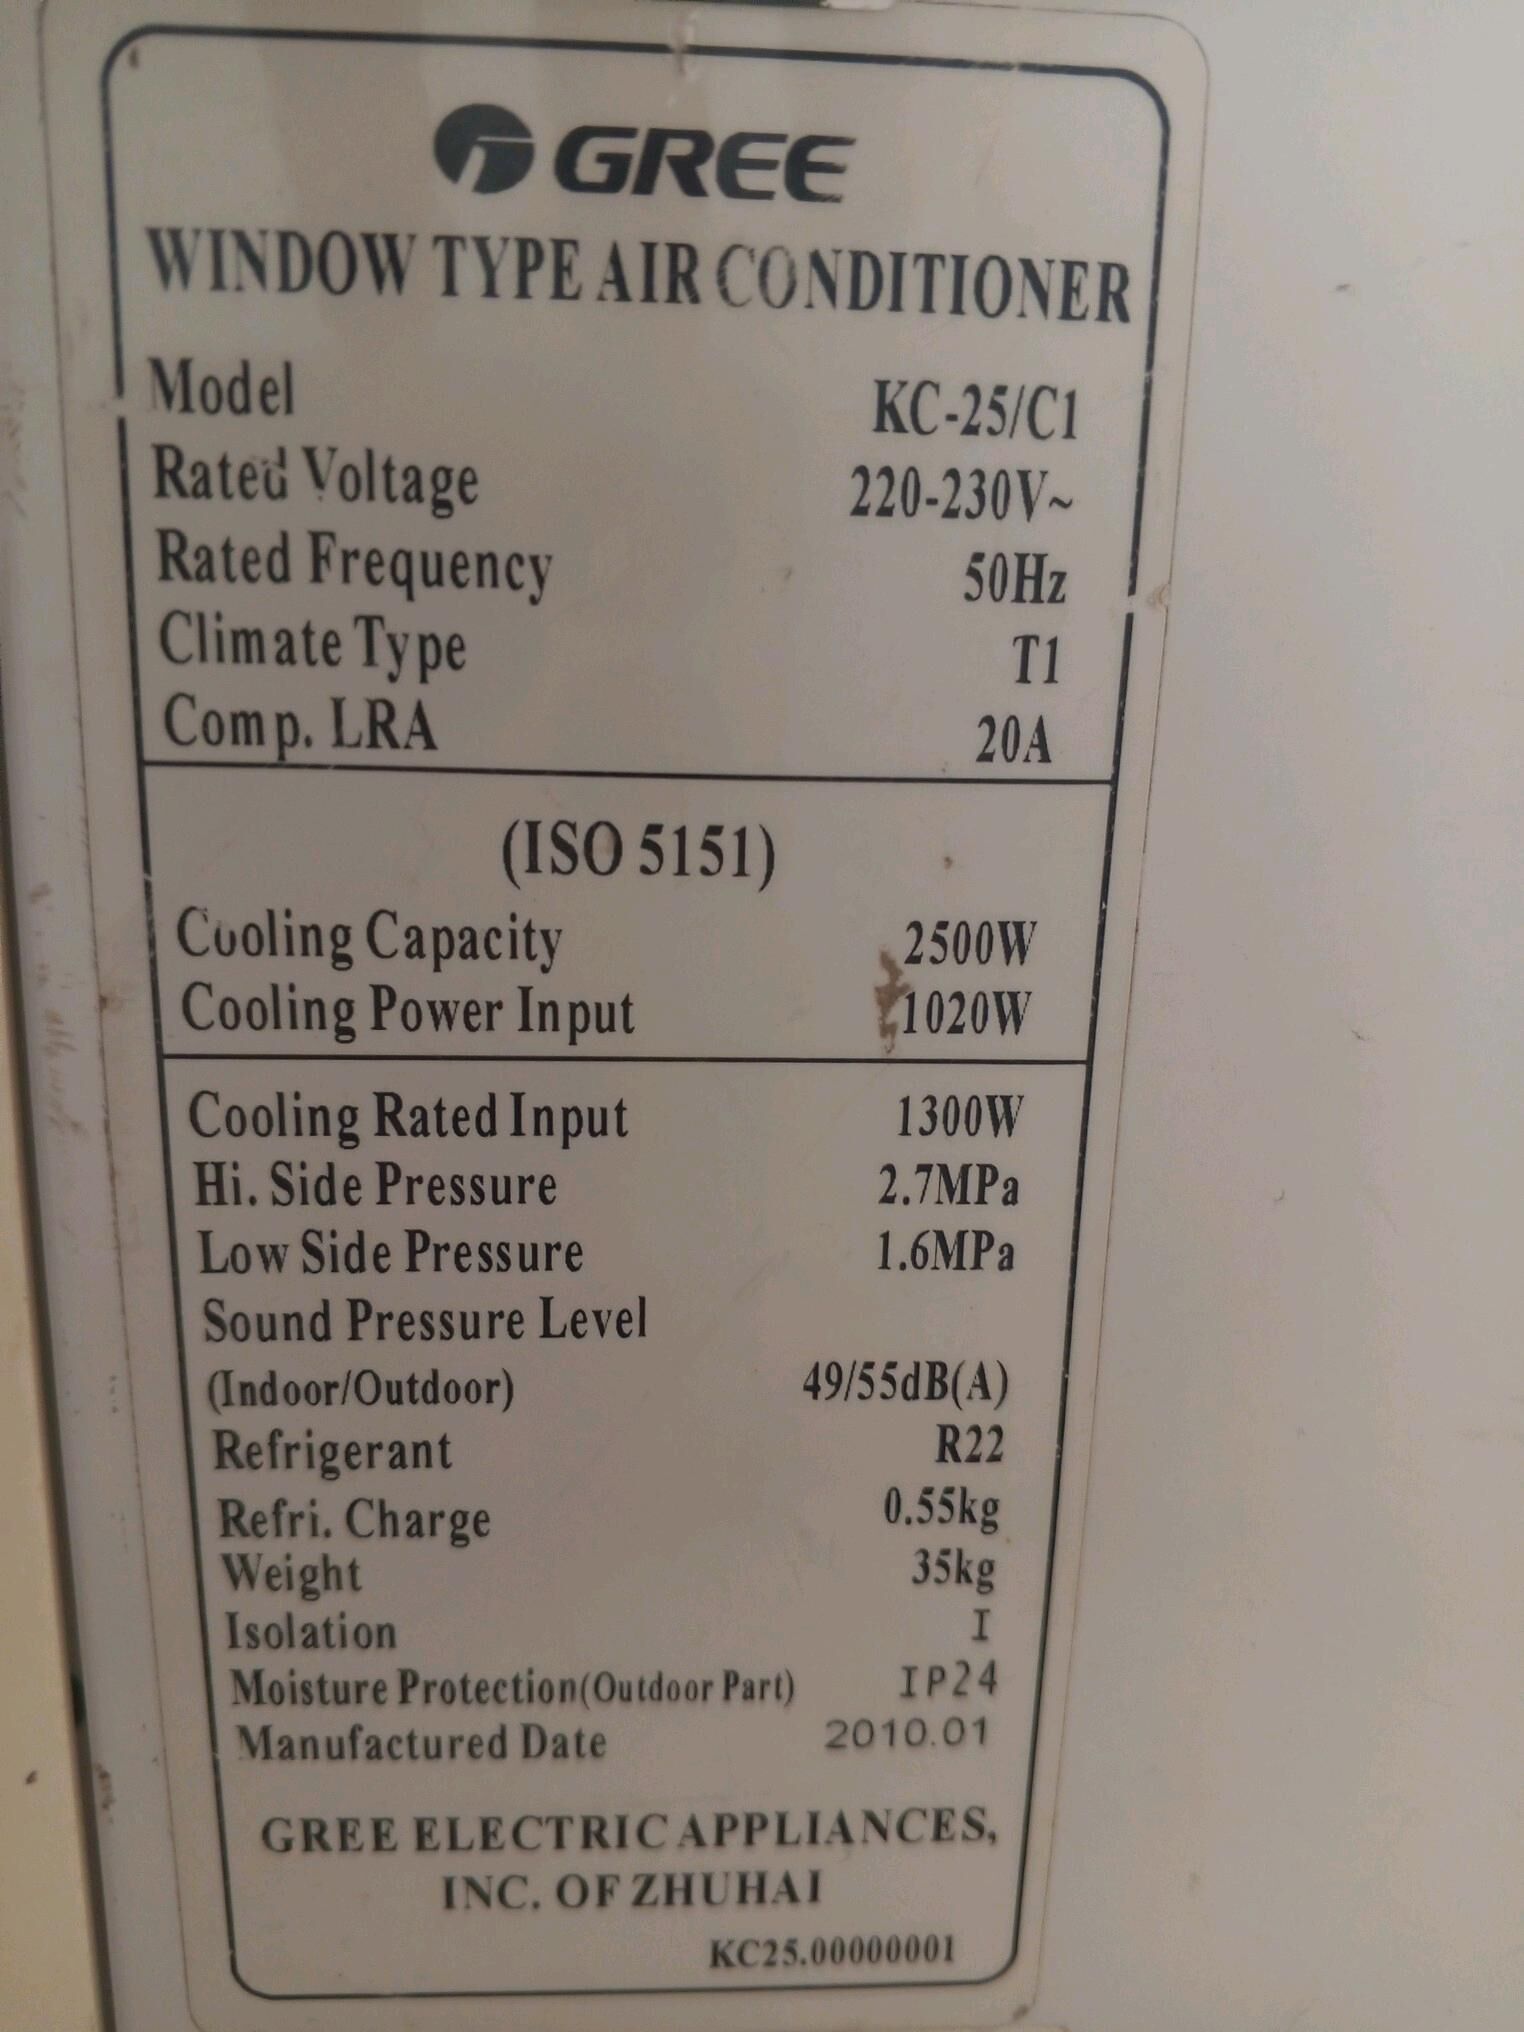 GREE
WINDOW TYPE AIR CONDITIONER
Model KC-25/C1
Rated Voltage 220-230V~
Rated Frequency 50Hz
Climate Type T1
Comp. LRA 20A
(ISO 5151)
Cooling Capacity 2500W
Cooling Power Input 1020W
Cooling Rated Input 1300W
Hi. Side Pressure 2.7MPa
Low Side Pressure 1.6MPa
Sound Pressure Level
(Indoor/Outdoor) 49/55dB(A)
Refrigerant R22
Refri. Charge 0.55kg
Weight 35kg
Isolation I
Moisture Protection(Outdoor Part) IP24
Manufactured Date 2010.01
GREE ELECTRIC APPLIANCES,
INC. OF ZHUHAI
KC25.00000001